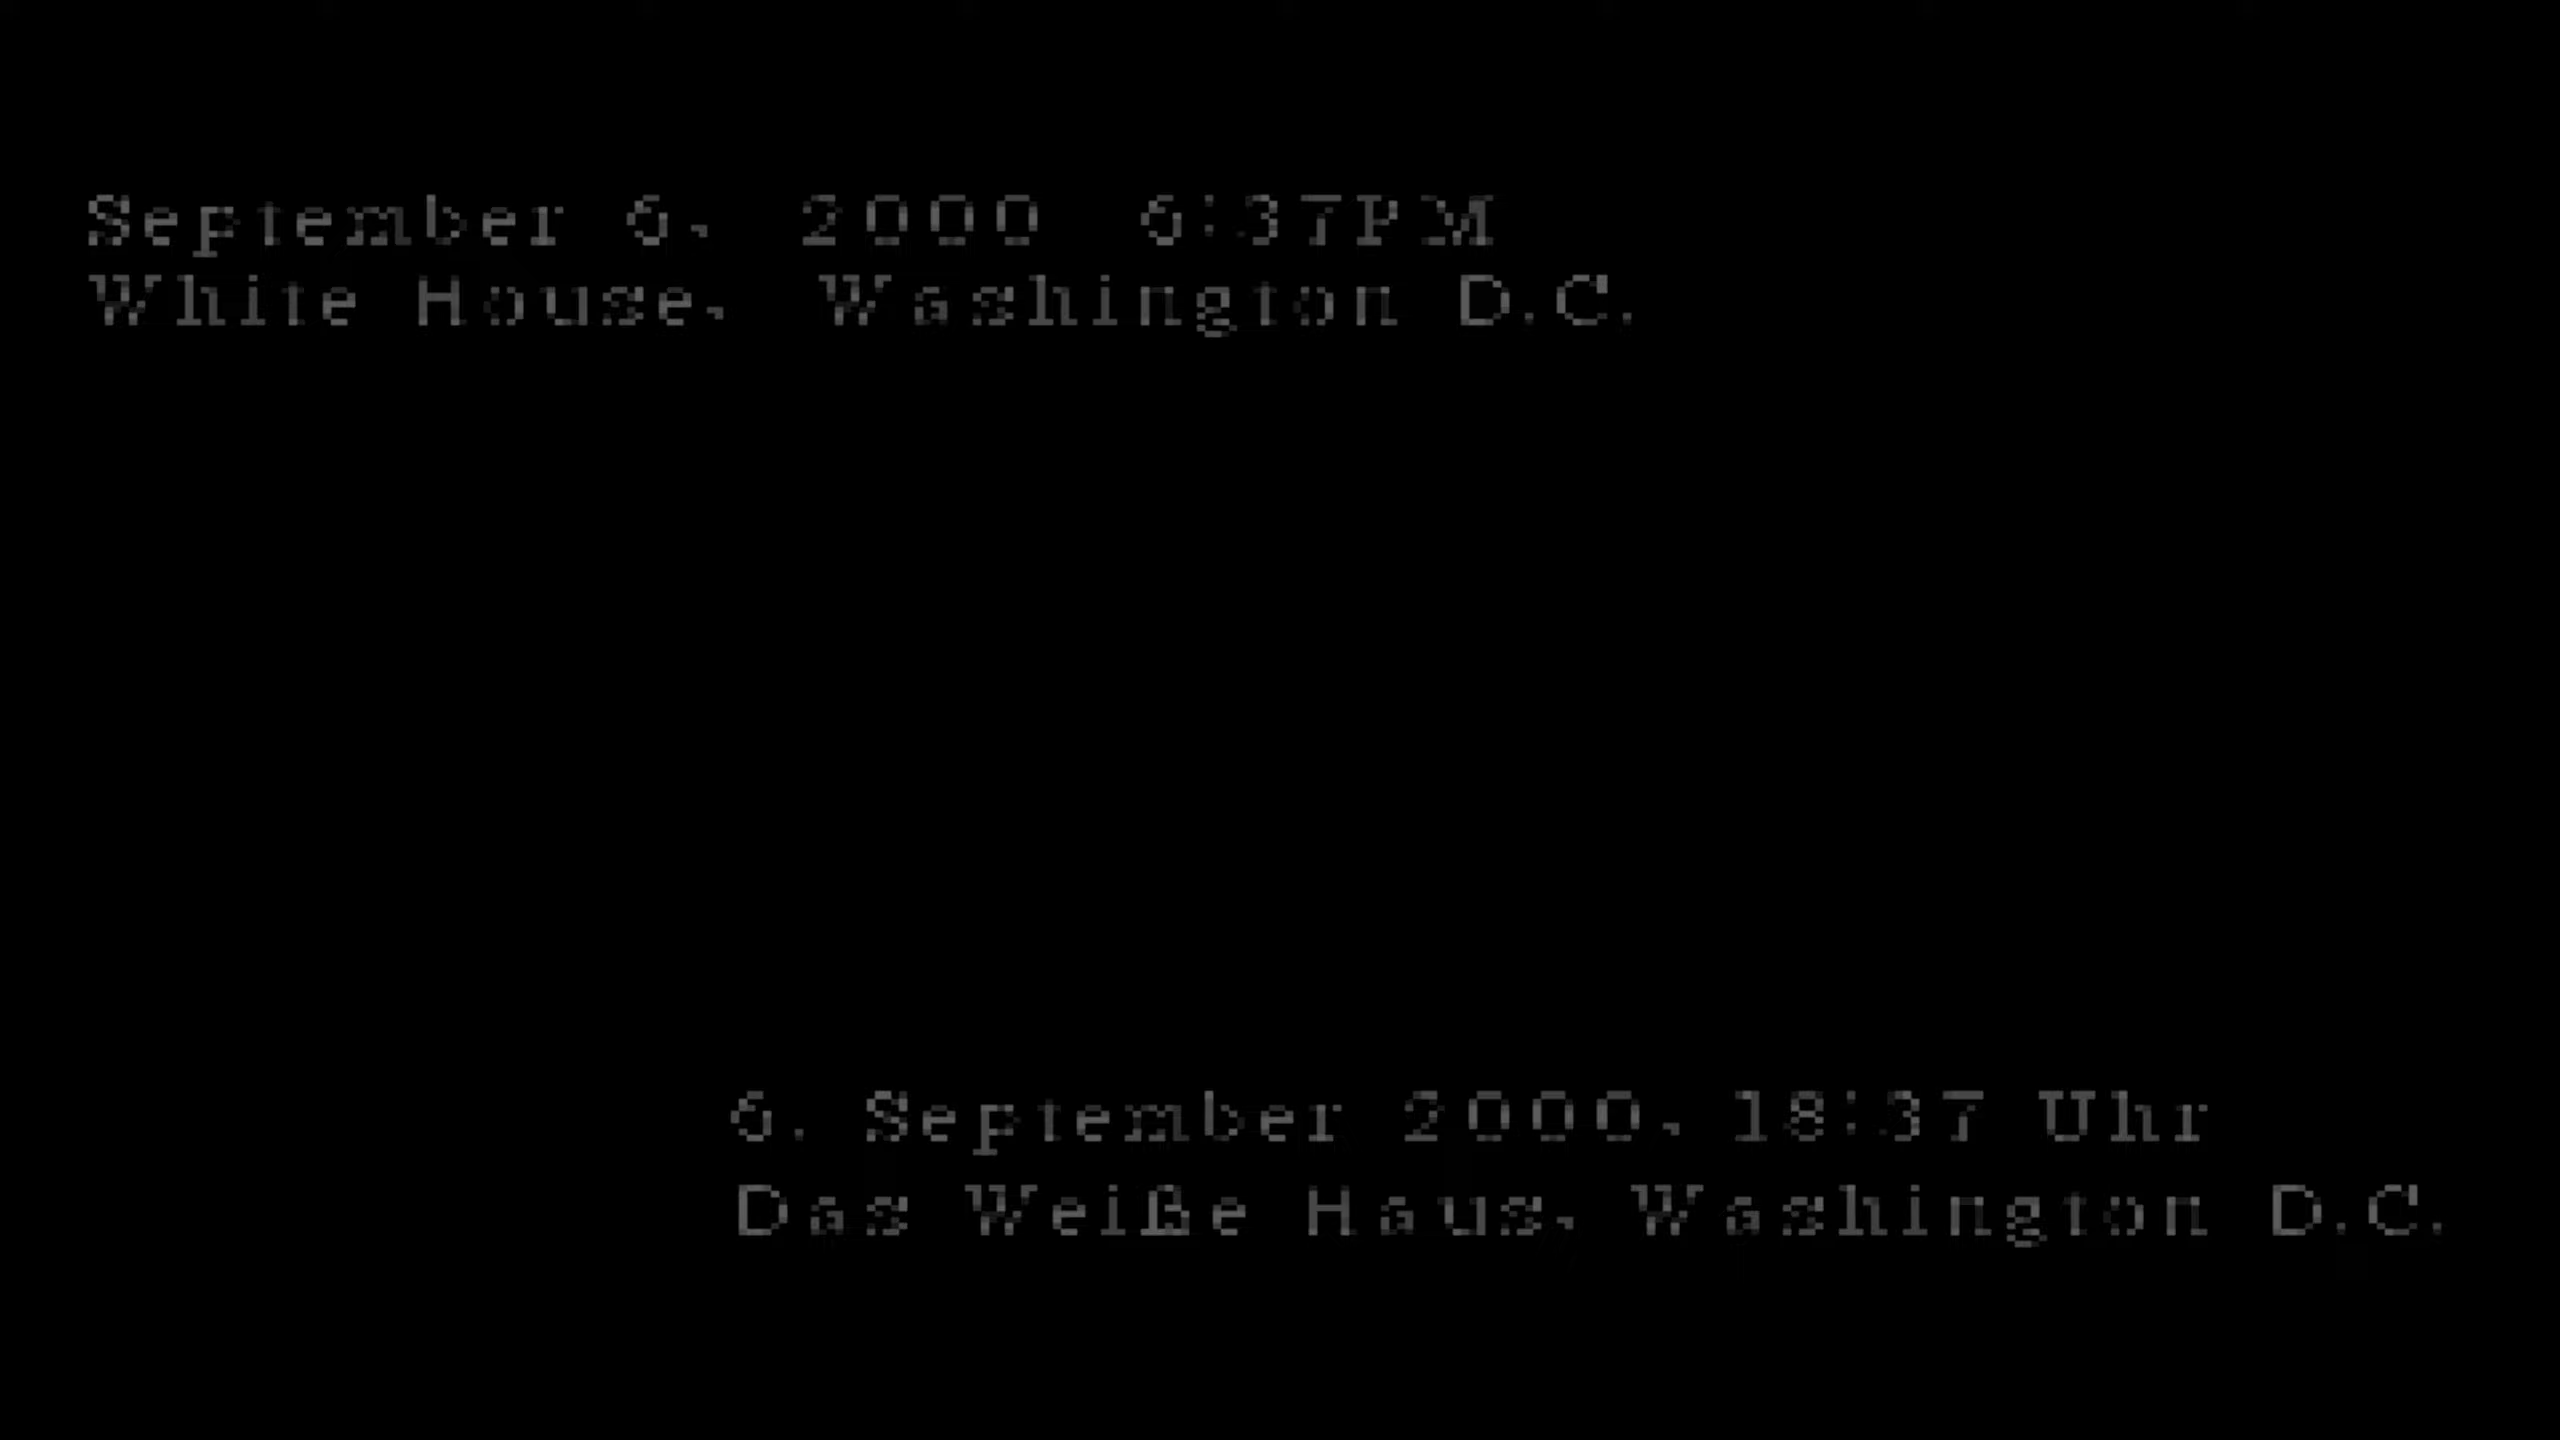 September 6, 2000 6:37PM
White House, Washington D.C.
6. September 2000, 18:37 Uhr
Das Weiße Haus, Washington D.C.